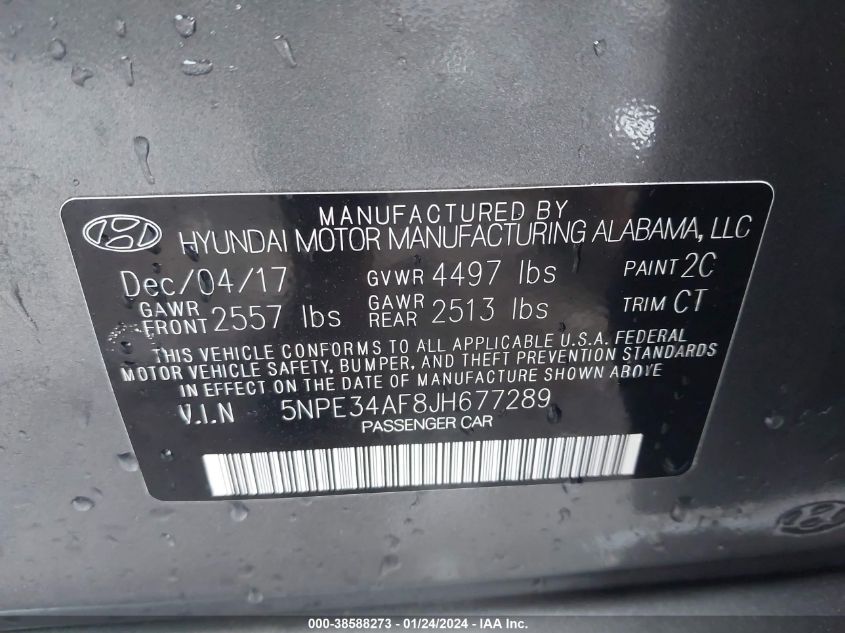 MANUFACTURED BY
HYUNDAI MOTOR MANUFACTURING ALABAMA, LLC
Dec/04/17 GVWR 4497 lbs PAINT 2C
GAWR FRONT 2557 lbs GAWR REAR 2513 lbs TRIM CT
THIS VEHICLE CONFORMS TO ALL APPLICABLE U.S.A. FEDERAL
MOTOR VEHICLE SAFETY, BUMPER, AND THEFT PREVENTION STANDARDS
IN EFFECT ON THE DATE OF MANUFACTURE SHOWN ABOVE
V.I.N 5NPE34AF8JH677289
PASSENGER CAR
000-38588273 - 01/24/2024 - IAA Inc.